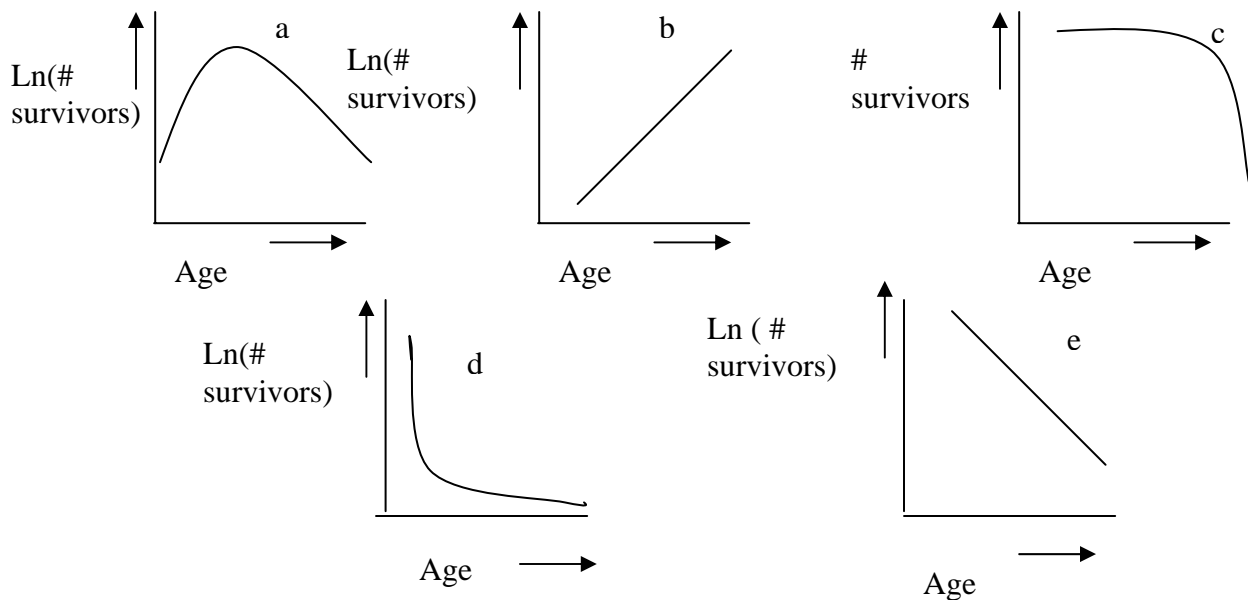 a
Ln(#
survivors)
Age
b
Ln(#
survivors)
Age
c
#
survivors
Age
d
Ln(#
survivors)
Age
e
Ln ( #
survivors)
Age